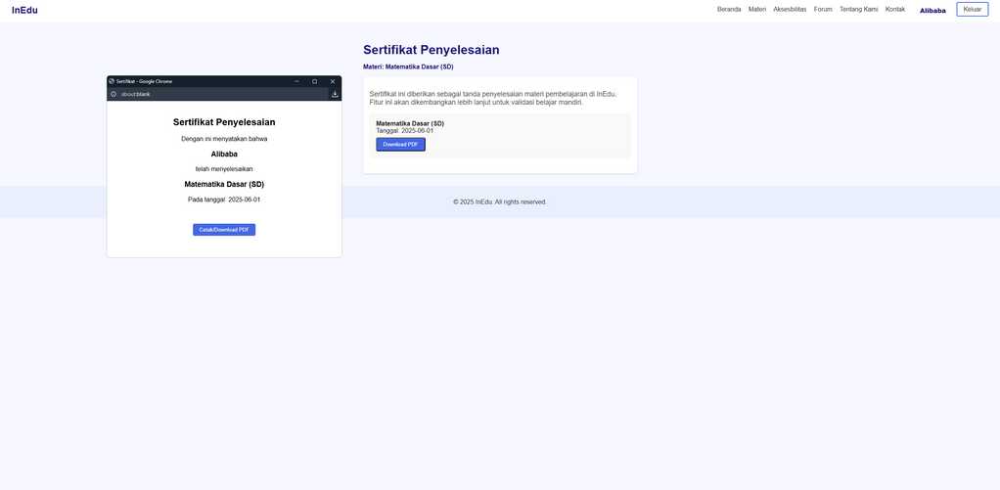 InEdu
Beranda Materi Aksesbilitas Forum Tentang Kami Kontak Alibaba Keluar
Sertifikat Penyelesaian
Materi: Matematika Dasar (SD)
Sertifikat ini diberikan sebagai tanda penyelesaian materi pembelajaran di InEdu.
Fitur ini akan dikembangkan lebih lanjut untuk validasi belajar mandiri.
Matematika Dasar (SD)
Tanggal: 2025-06-01
Download PDF
Sertifikat - Google Chrome
about:blank
Sertifikat Penyelesaian
Dengan ini menyatakan bahwa
Alibaba
telah menyelesaikan
Matematika Dasar (SD)
Pada tanggal: 2025-06-01
Cetak/Download PDF
© 2025 InEdu. All rights reserved.